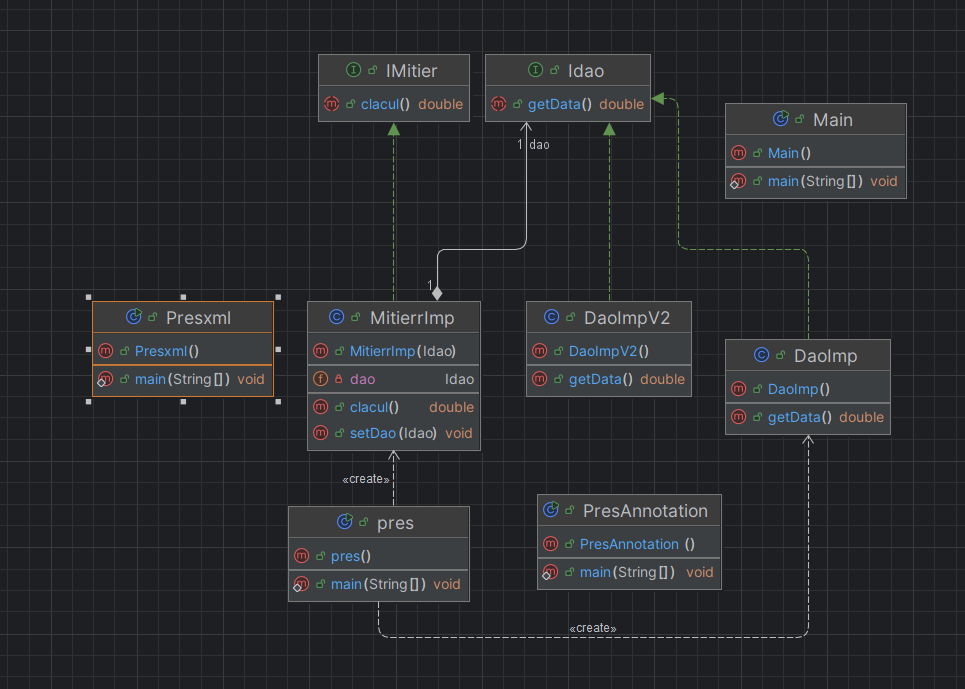 IMitier
clacul() double
Idao
getData() double
1 dao
Main
Main()
main(String[]) void
1
Presxml
Presxml()
main(String[]) void
MitierrImp
MitierrImp(Idao)
dao Idao
clacul() double
setDao(Idao) void
DaoImpV2
DaoImpV2()
getData() double
DaoImp
DaoImp()
getData() double
«create»
pres
pres()
main(String[]) void
PresAnnotation
PresAnnotation ()
main(String[]) void
«create»